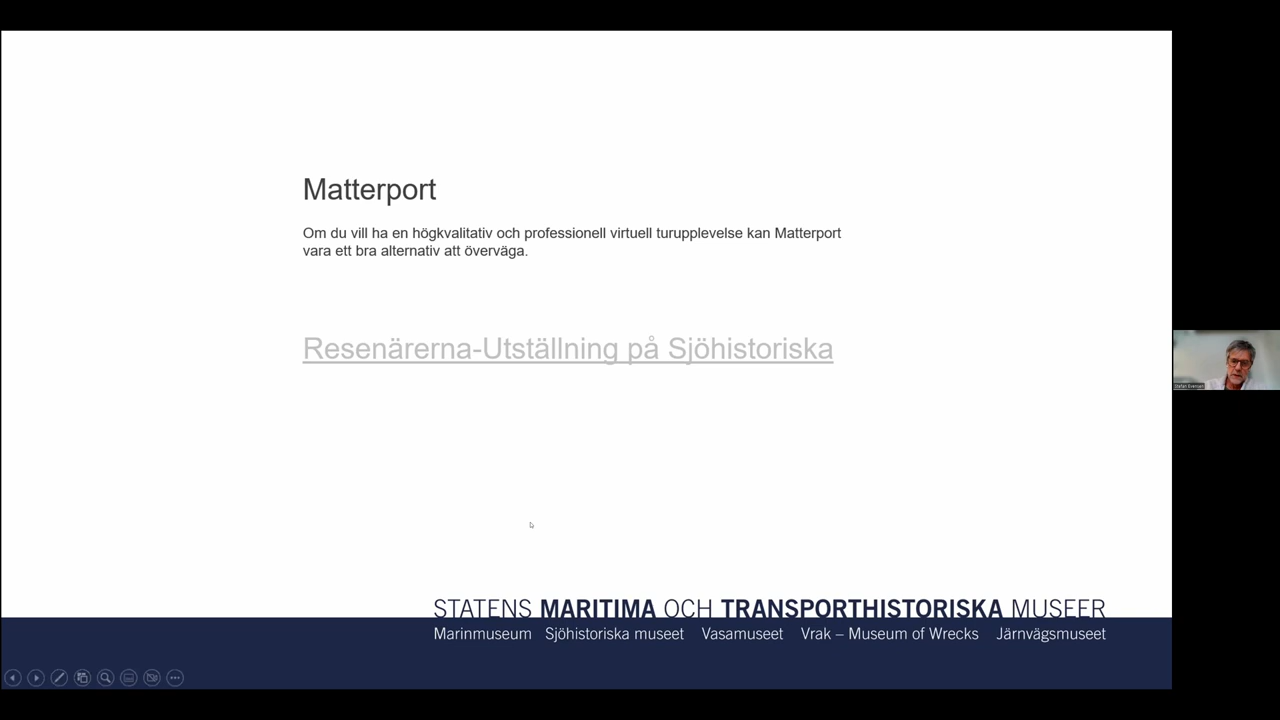 Matterport
Om du vill ha en högkvalitativ och professionell virtuell turupplevelse kan Matterport
vara ett bra alternativ att överväga.
Resenärerna-Utställning på Sjöhistoriska
STATENS MARITIMA OCH TRANSPORTHISTORISKA MUSEER
Marinmuseum Sjöhistoriska museet Vasamuseet Vrak – Museum of Wrecks Järnvägsmuseet